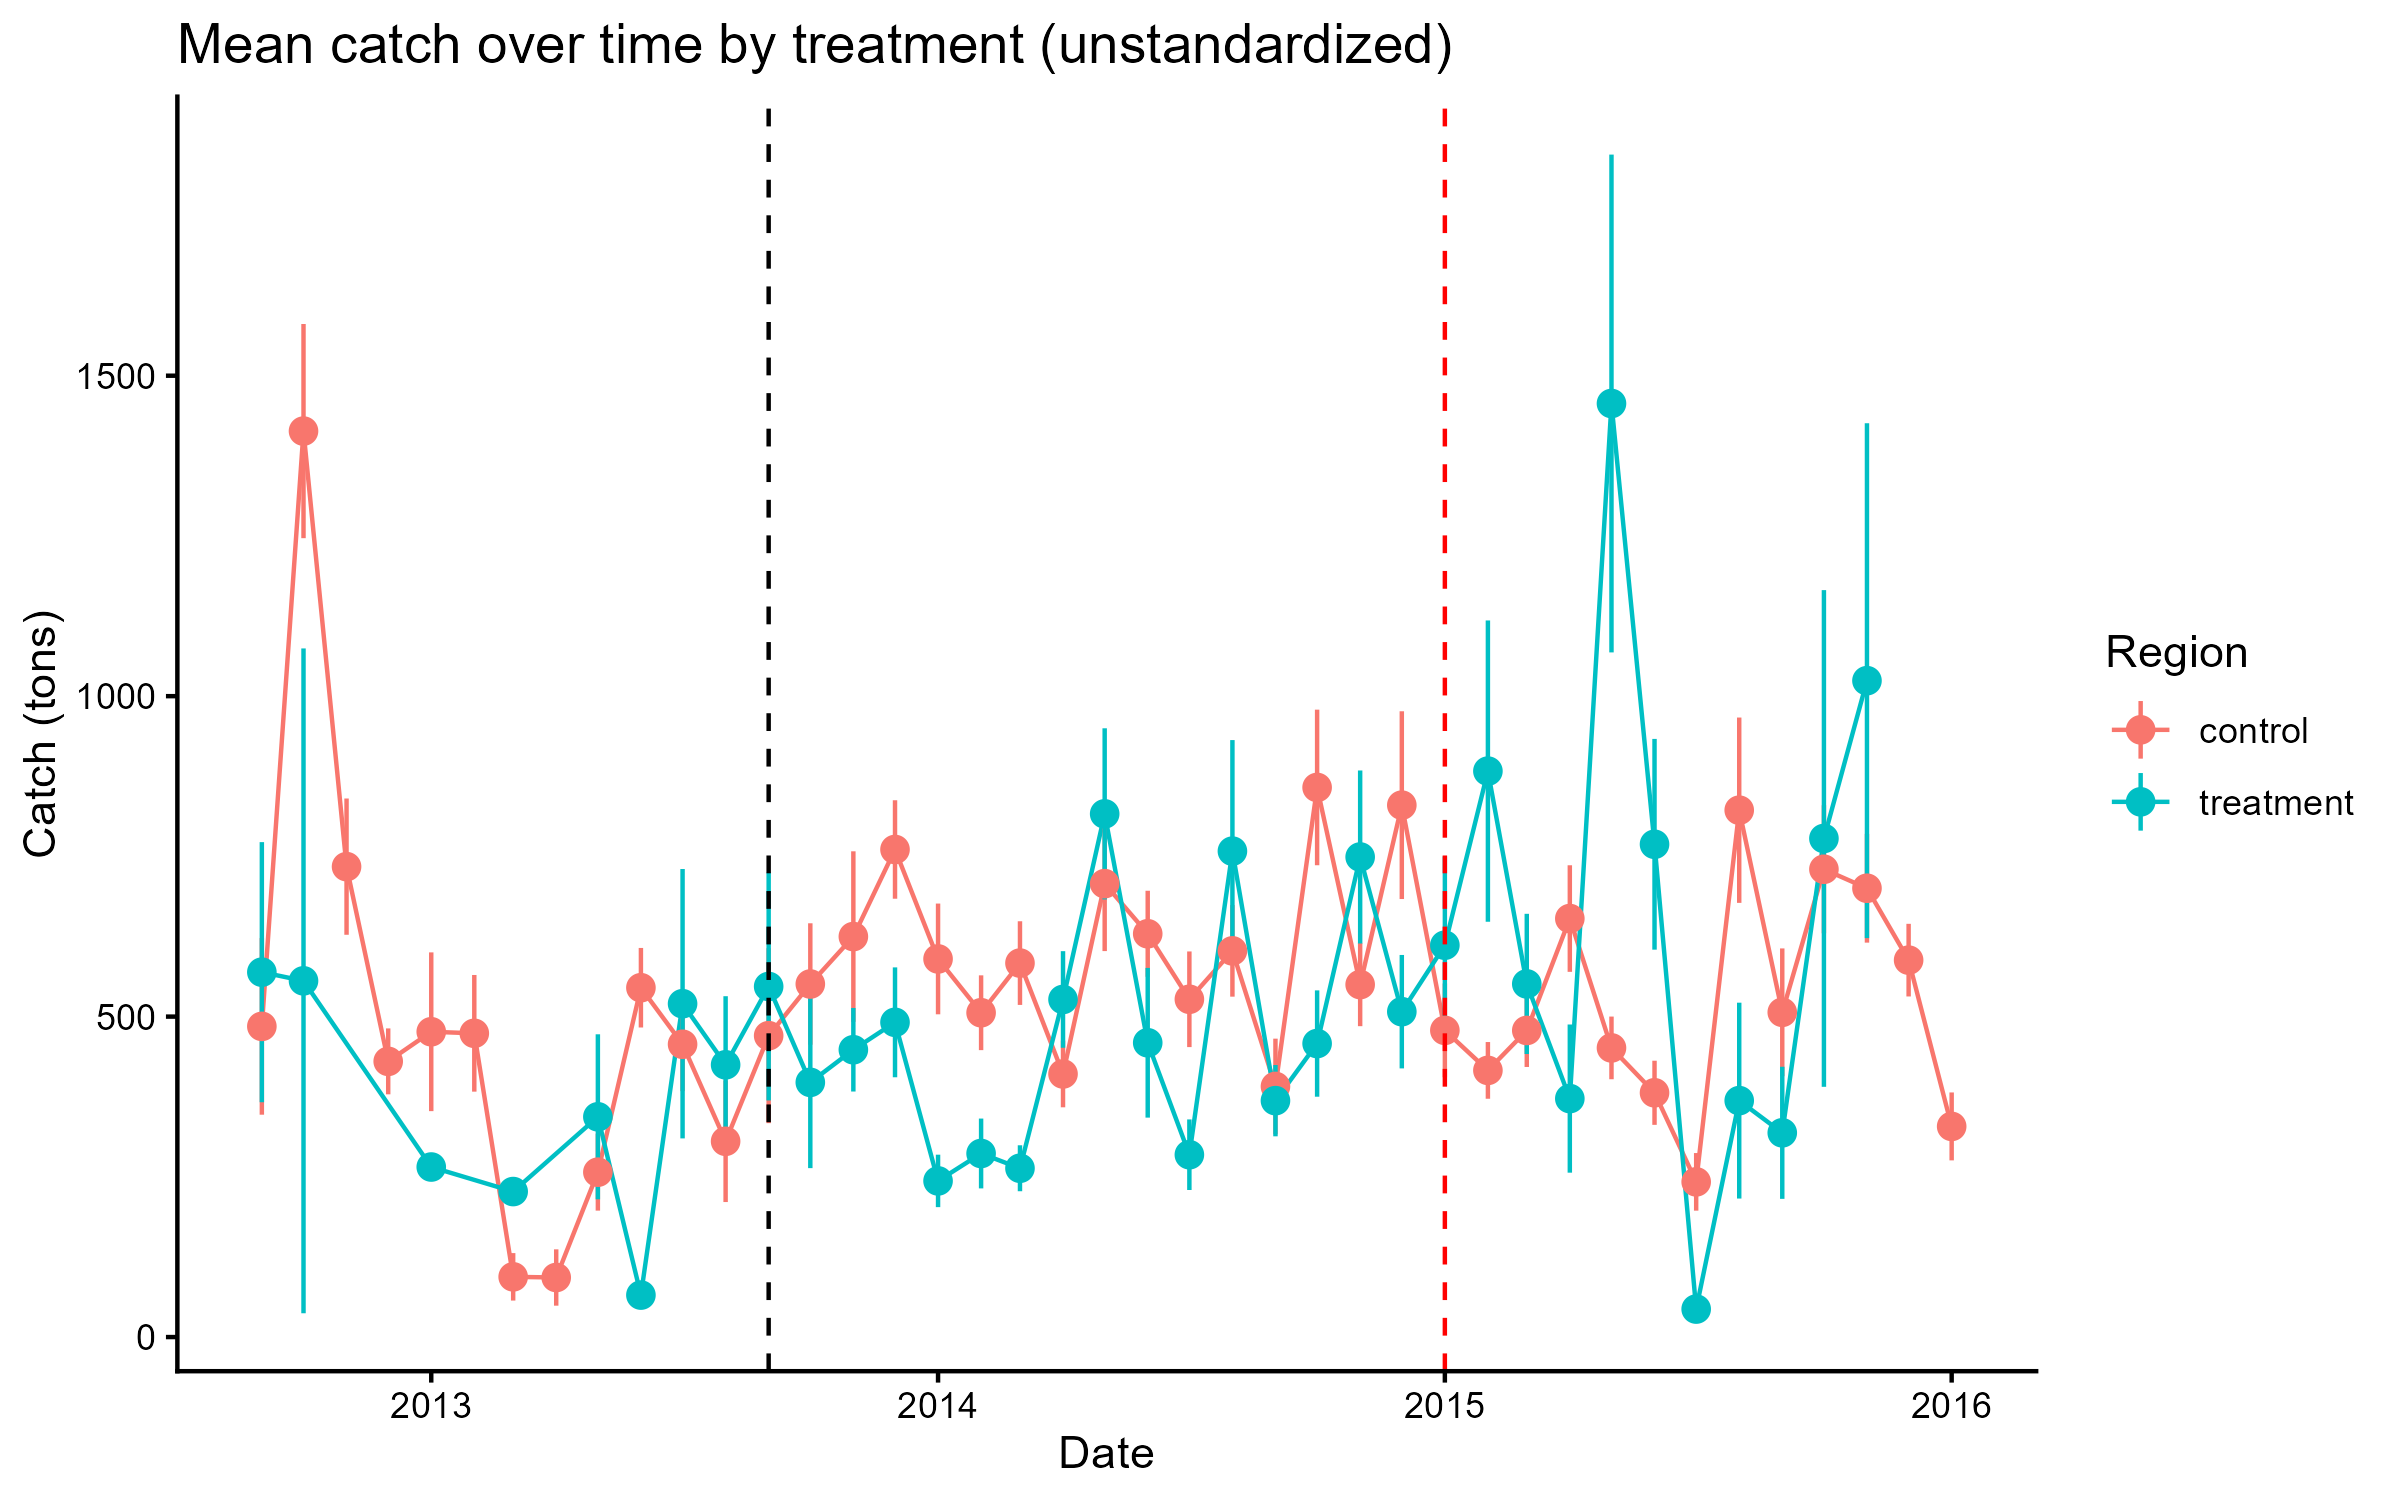 Mean catch over time by treatment (unstandardized)
Catch (tons)
1500
1000
500
0
2013 2014 2015 2016
Date
Region
control
treatment